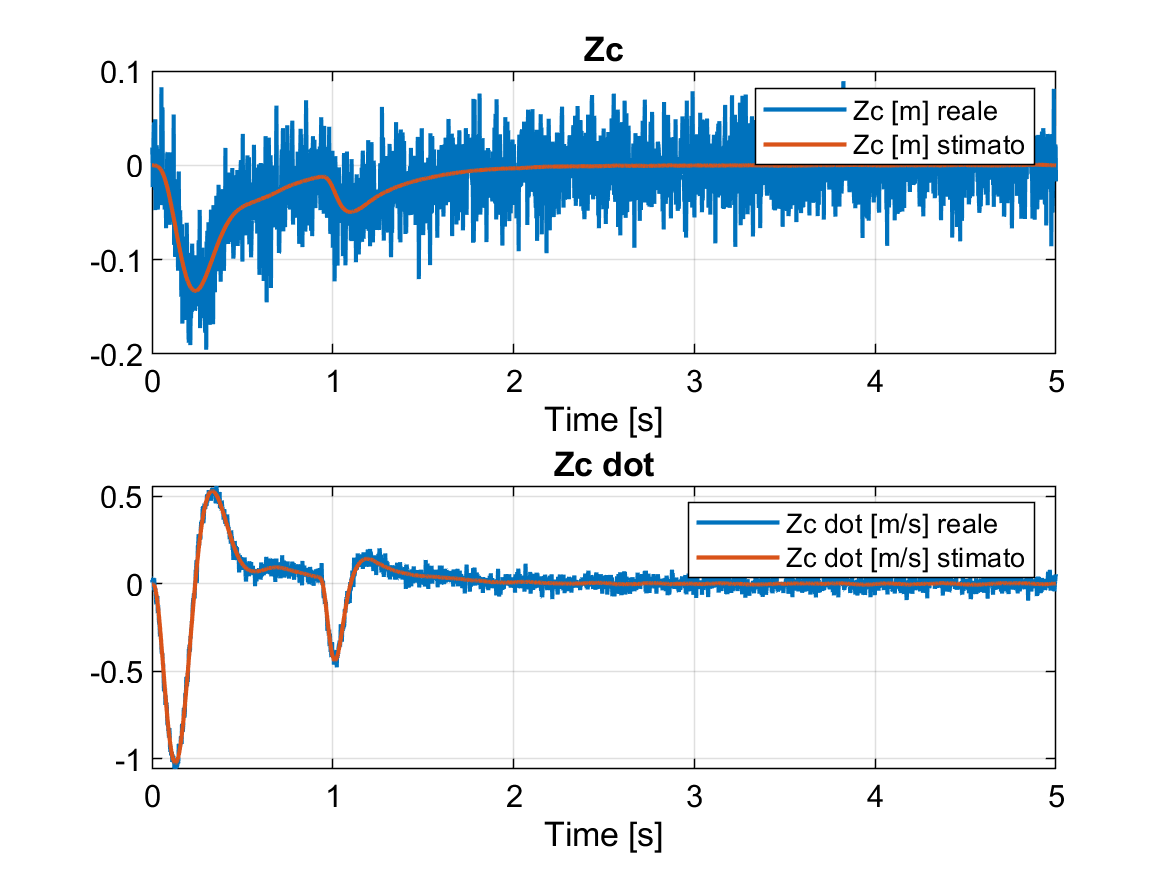 Zc
0.1
0
-0.1
-0.2
Zc [m] reale
Zc [m] stimato
0 1 2 3 4 5
Time [s]
Zc dot
0.5
0
-0.5
-1
Zc dot [m/s] reale
Zc dot [m/s] stimato
0 1 2 3 4 5
Time [s]